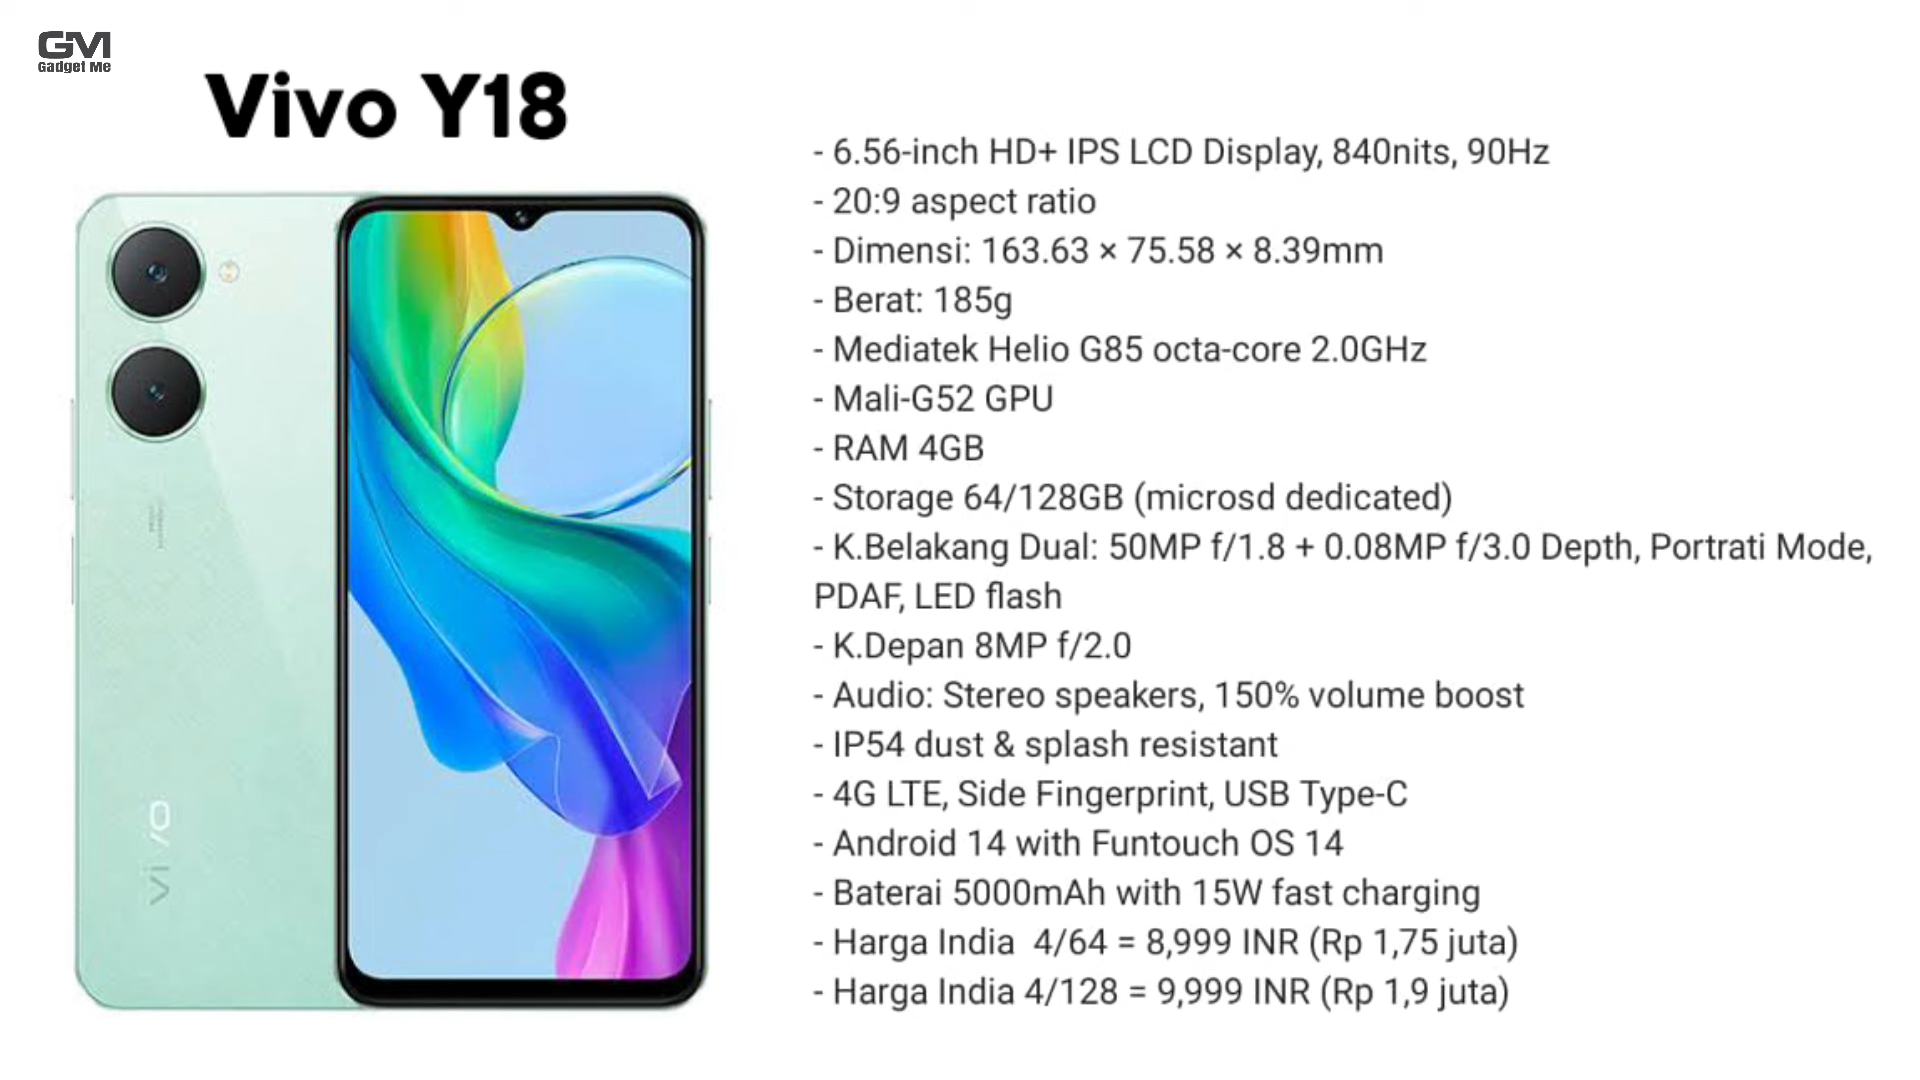 GM
Gadget Me
Vivo Y18
- 6.56-inch HD+ IPS LCD Display, 840nits, 90Hz
- 20:9 aspect ratio
- Dimensi: 163.63 × 75.58 × 8.39mm
- Berat: 185g
- Mediatek Helio G85 octa-core 2.0GHz
- Mali-G52 GPU
- RAM 4GB
- Storage 64/128GB (microsd dedicated)
- K.Belakang Dual: 50MP f/1.8 + 0.08MP f/3.0 Depth, Portrati Mode,
PDAF, LED flash
- K.Depan 8MP f/2.0
- Audio: Stereo speakers, 150% volume boost
- IP54 dust & splash resistant
- 4G LTE, Side Fingerprint, USB Type-C
- Android 14 with Funtouch OS 14
- Baterai 5000mAh with 15W fast charging
- Harga India  4/64 = 8,999 INR (Rp 1,75 juta)
- Harga India 4/128 = 9,999 INR (Rp 1,9 juta)
vivo